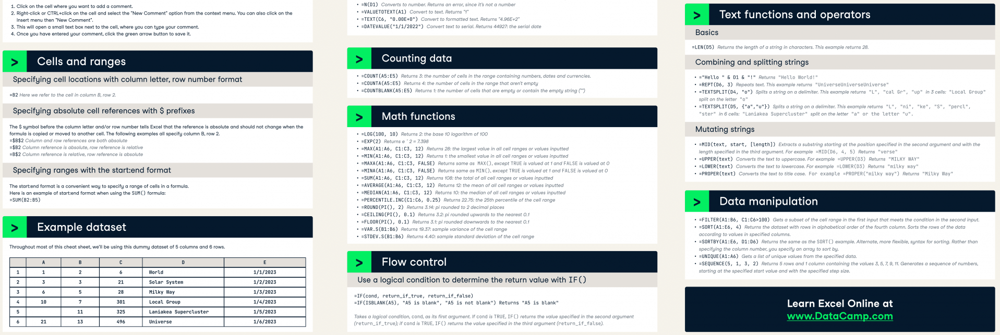 1. Click on the cell where you want to add a comment.
2. Right-click or CTRL+click on the cell and select the "New Comment" option from the context menu. You can also click on the
Insert menu then "New Comment".
3. This will open a small text box next to the cell, where you can type your comment.
4. Once you have entered your comment, click the green arrow button to save it.
> Cells and ranges
Specifying cell locations with column letter, row number format
=B2 Here we refer to the cell in column B, row 2.
Specifying absolute cell references with $ prefixes
The $ symbol before the column letter and/or row number tells Excel that the reference is absolute and should not change when the
formula is copied or moved to another cell. The following examples all specify column B, row 2.
=$B$2 Column and row references are both absolute
=$B2 Column reference is absolute, row reference is relative
=B$2 Column reference is relative, row reference is absolute
Specifying ranges with the start:end format
The start:end format is a convenient way to specify a range of cells in a formula.
Here is an example of start:end format when using the SUM() formula:
=SUM(B2:B5)
> Example dataset
Throughout most of this cheat sheet, we'll be using this dummy dataset of 5 columns and 6 rows.
A B C D E
1 1 2 6 World 1/1/2023
2 3 3 21 Solar System 1/2/2023
3 6 5 28 Milky Way 1/3/2023
4 10 7 301 Local Group 1/4/2023
5 11 325 Laniakea Supercluster 1/5/2023
6 21 13 496 Universe 1/6/2023
• =N(D1) Converts to number. Returns an error, since it's not a number
• =VALUETOTEXT(A1) Convert to text. Returns "1"
• =TEXT(C6, "0.00E+0") Convert to formatted text. Returns "4.96E+2"
• =DATEVALUE("1/1/2022") Convert text to serial. Returns 44927: the serial date
> Counting data
• =COUNT(A5:E5) Returns 3: the number of cells in the range containing numbers, dates and currencies.
• =COUNTA(A5:E5) Returns 4: the number of cells in the range that aren't empty
• =COUNTBLANK(A5:E5) Returns 1: the number of cells that are empty or contain the empty string ("")
> Math functions
• =LOG(100, 10) Returns 2: the base 10 logarithm of 100
• =EXP(2) Returns e ^ 2 = 7.398
• =MAX(A1:A6, C1:C3, 12) Returns 28: the largest value in all cell ranges or values inputted
• =MIN(A1:A6, C1:C3, 12) Returns 1: the smallest value in all cell ranges or values inputted
• =MAXA(A1:A6, C1:C3, FALSE) Returns same as MAX(), except TRUE is valued at 1 and FALSE is valued at 0
• =MINA(A1:A6, C1:C3, FALSE) Returns same as MIN(), except TRUE is valued at 1 and FALSE is valued at 0
• =SUM(A1:A6, C1:C3, 12) Returns 108: the total of all cell ranges or values inputted
• =AVERAGE(A1:A6, C1:C3, 12) Returns 12: the mean of all cell ranges or values inputted
• =MEDIAN(A1:A6, C1:C3, 12) Returns 10: the median of all cell ranges or values inputted
• =PERCENTILE.INC(C1:C6, 0.25) Returns 22.75: the 25th percentile of the cell range
• =ROUND(PI(), 2) Returns 3.14: pi rounded to 2 decimal places
• =CEILING(PI(), 0.1) Returns 3.2: pi rounded upwards to the nearest 0.1
• =FLOOR(PI(), 0.1) Returns 3.1: pi rounded downwards to the nearest 0.1
• =VAR.S(B1:B6) Returns 19.37: sample variance of the cell range
• =STDEV.S(B1:B6) Returns 4.40: sample standard deviation of the cell range
> Flow control
Use a logical condition to determine the return value with IF()
=IF(cond, return_if_true, return_if_false)
=IF(ISBLANK(A5), "A5 is blank", "A5 is not blank") Returns "A5 is blank"
Takes a logical condition, cond, as its first argument. If cond is TRUE, IF() returns the value specified in the second argument
(return_if_true); if cond is TRUE, IF() returns the value specified in the third argument (return_if_false).
> Text functions and operators
Basics
=LEN(D5) Returns the length of a string in characters. This example returns 28.
Combining and splitting strings
• ="Hello " & D1 & "!" Returns "Hello World!"
• =REPT(D6, 3) Repeats text. This example returns "UniverseUniverseUniverse"
• =TEXTSPLIT(D4, "o") Splits a string on a delimiter. This example returns "L", "cal Gr", "up" in 3 cells: "Local Group"
split on the letter "o"
• =TEXTSPLIT(D5, {"a","u"}) Splits a string on a delimiter. This example returns "L", "ni", "ke", "S", "percl",
"ster" in 6 cells: "Laniakea Supercluster" split on the letter "a" or the letter "u".
Mutating strings
• =MID(text, start, [length]) Extracts a substring starting at the position specified in the second argument and with the
length specified in the third argument. For example =MID(D6, 4, 5) Returns "verse"
• =UPPER(text) Converts the text to uppercase. For example =UPPER(D3) Returns "MILKY WAY"
• =LOWER(text) Converts the text to lowercase. For example =LOWER(D3) Returns "milky way"
• =PROPER(text) Converts the text to title case. For example =PROPER("milky way") Returns "Milky Way"
> Data manipulation
• =FILTER(A1:B6, C1:C6>100) Gets a subset of the cell range in the first input that meets the condition in the second input.
• =SORT(A1:E6, 4) Returns the dataset with rows in alphabetical order of the fourth column. Sorts the rows of the data
according to values in specified columns.
• =SORTBY(A1:E6, D1:D6) Returns the same as the SORT() example. Alternate, more flexible, syntax for sorting. Rather than
specifying the column number, you specify an array to sort by.
• =UNIQUE(A1:A6) Gets a list of unique values from the specified data.
• =SEQUENCE(5, 1, 3, 2) Returns 5 rows and 1 column containing the values 3, 5, 7, 9, 11. Generates a sequence of numbers,
starting at the specified start value and with the specified step size.
Learn Excel Online at
www.DataCamp.com